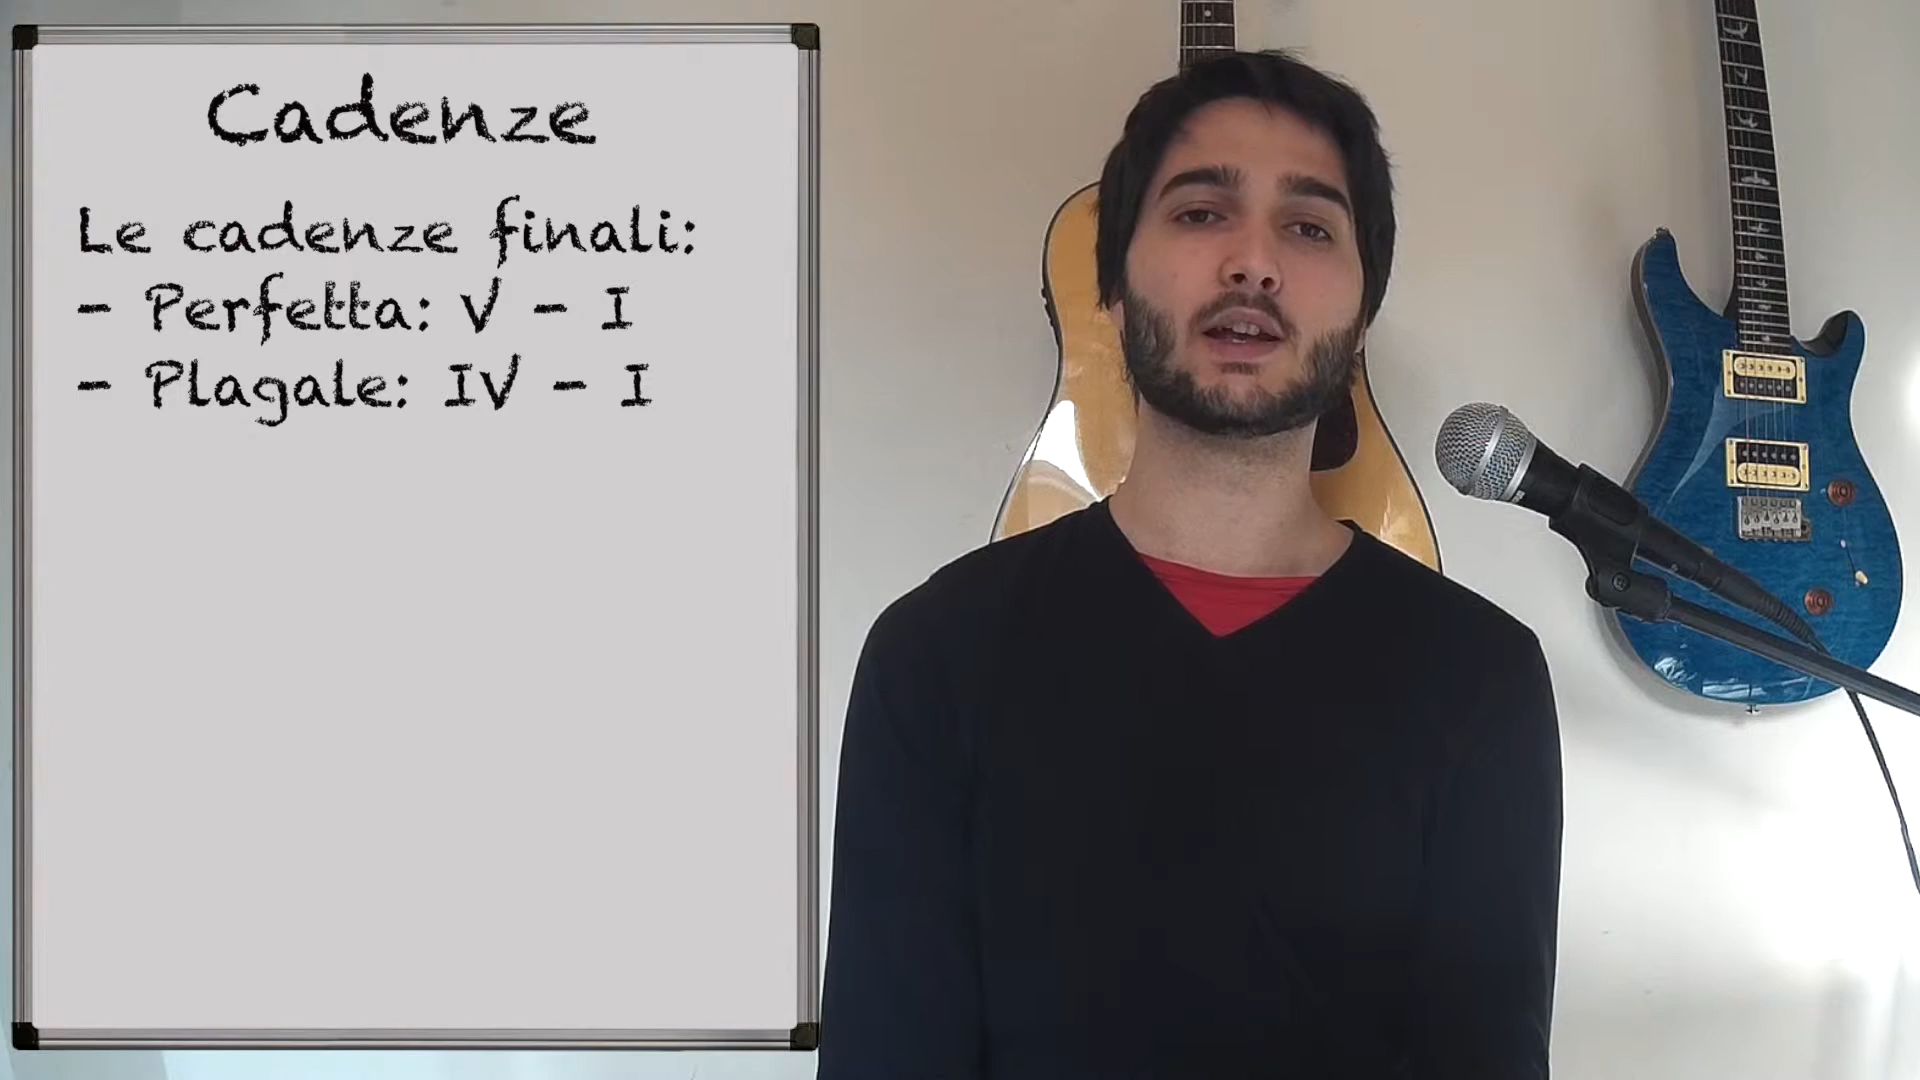 Cadenze
Le cadenze finali:
- Perfetta: V - I
- Plagale: IV - I